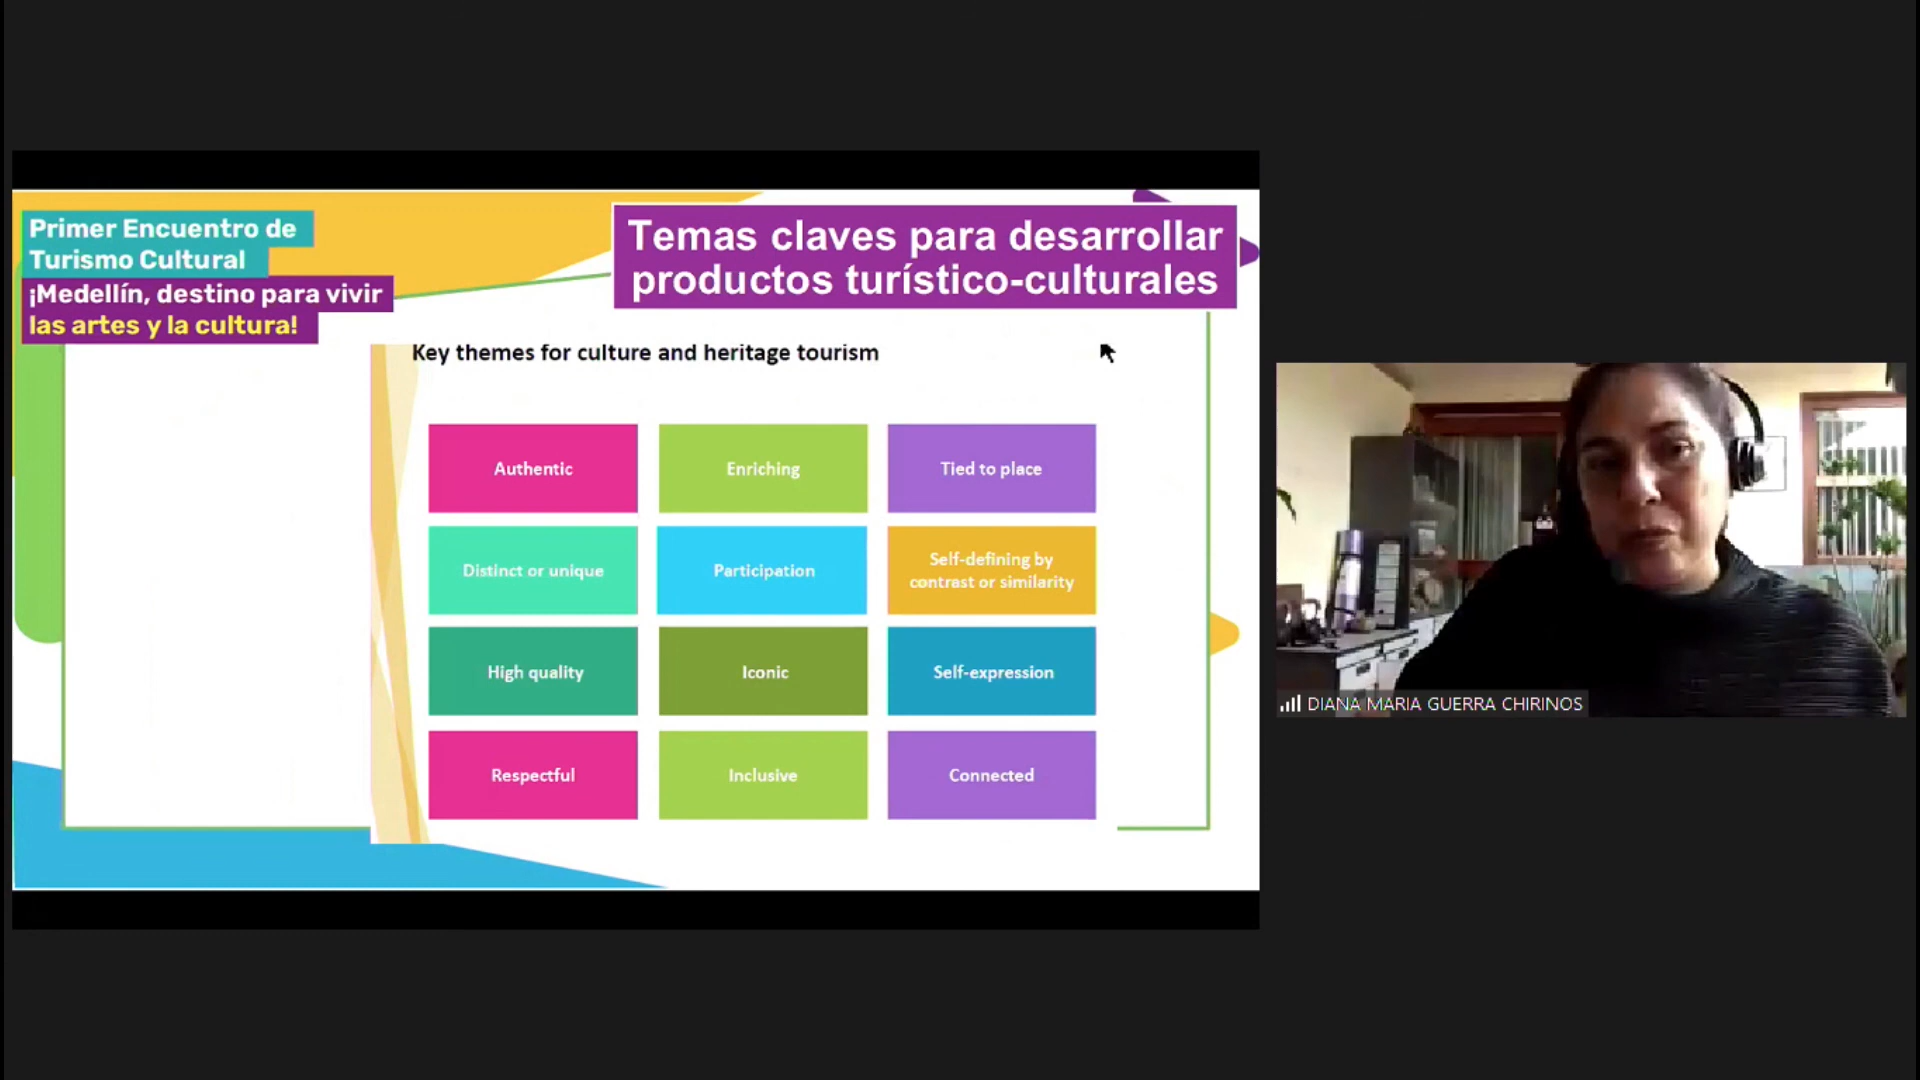 Primer Encuentro de
Turismo Cultural
¡Medellín, destino para vivir
las artes y la cultura!
Temas claves para desarrollar
productos turístico-culturales
Key themes for culture and heritage tourism
Authentic
Enriching
Tied to place
Distinct or unique
Participation
Self-defining by
contrast or similarity
High quality
Iconic
Self-expression
Respectful
Inclusive
Connected
DIANA MARIA GUERRA CHIRINOS